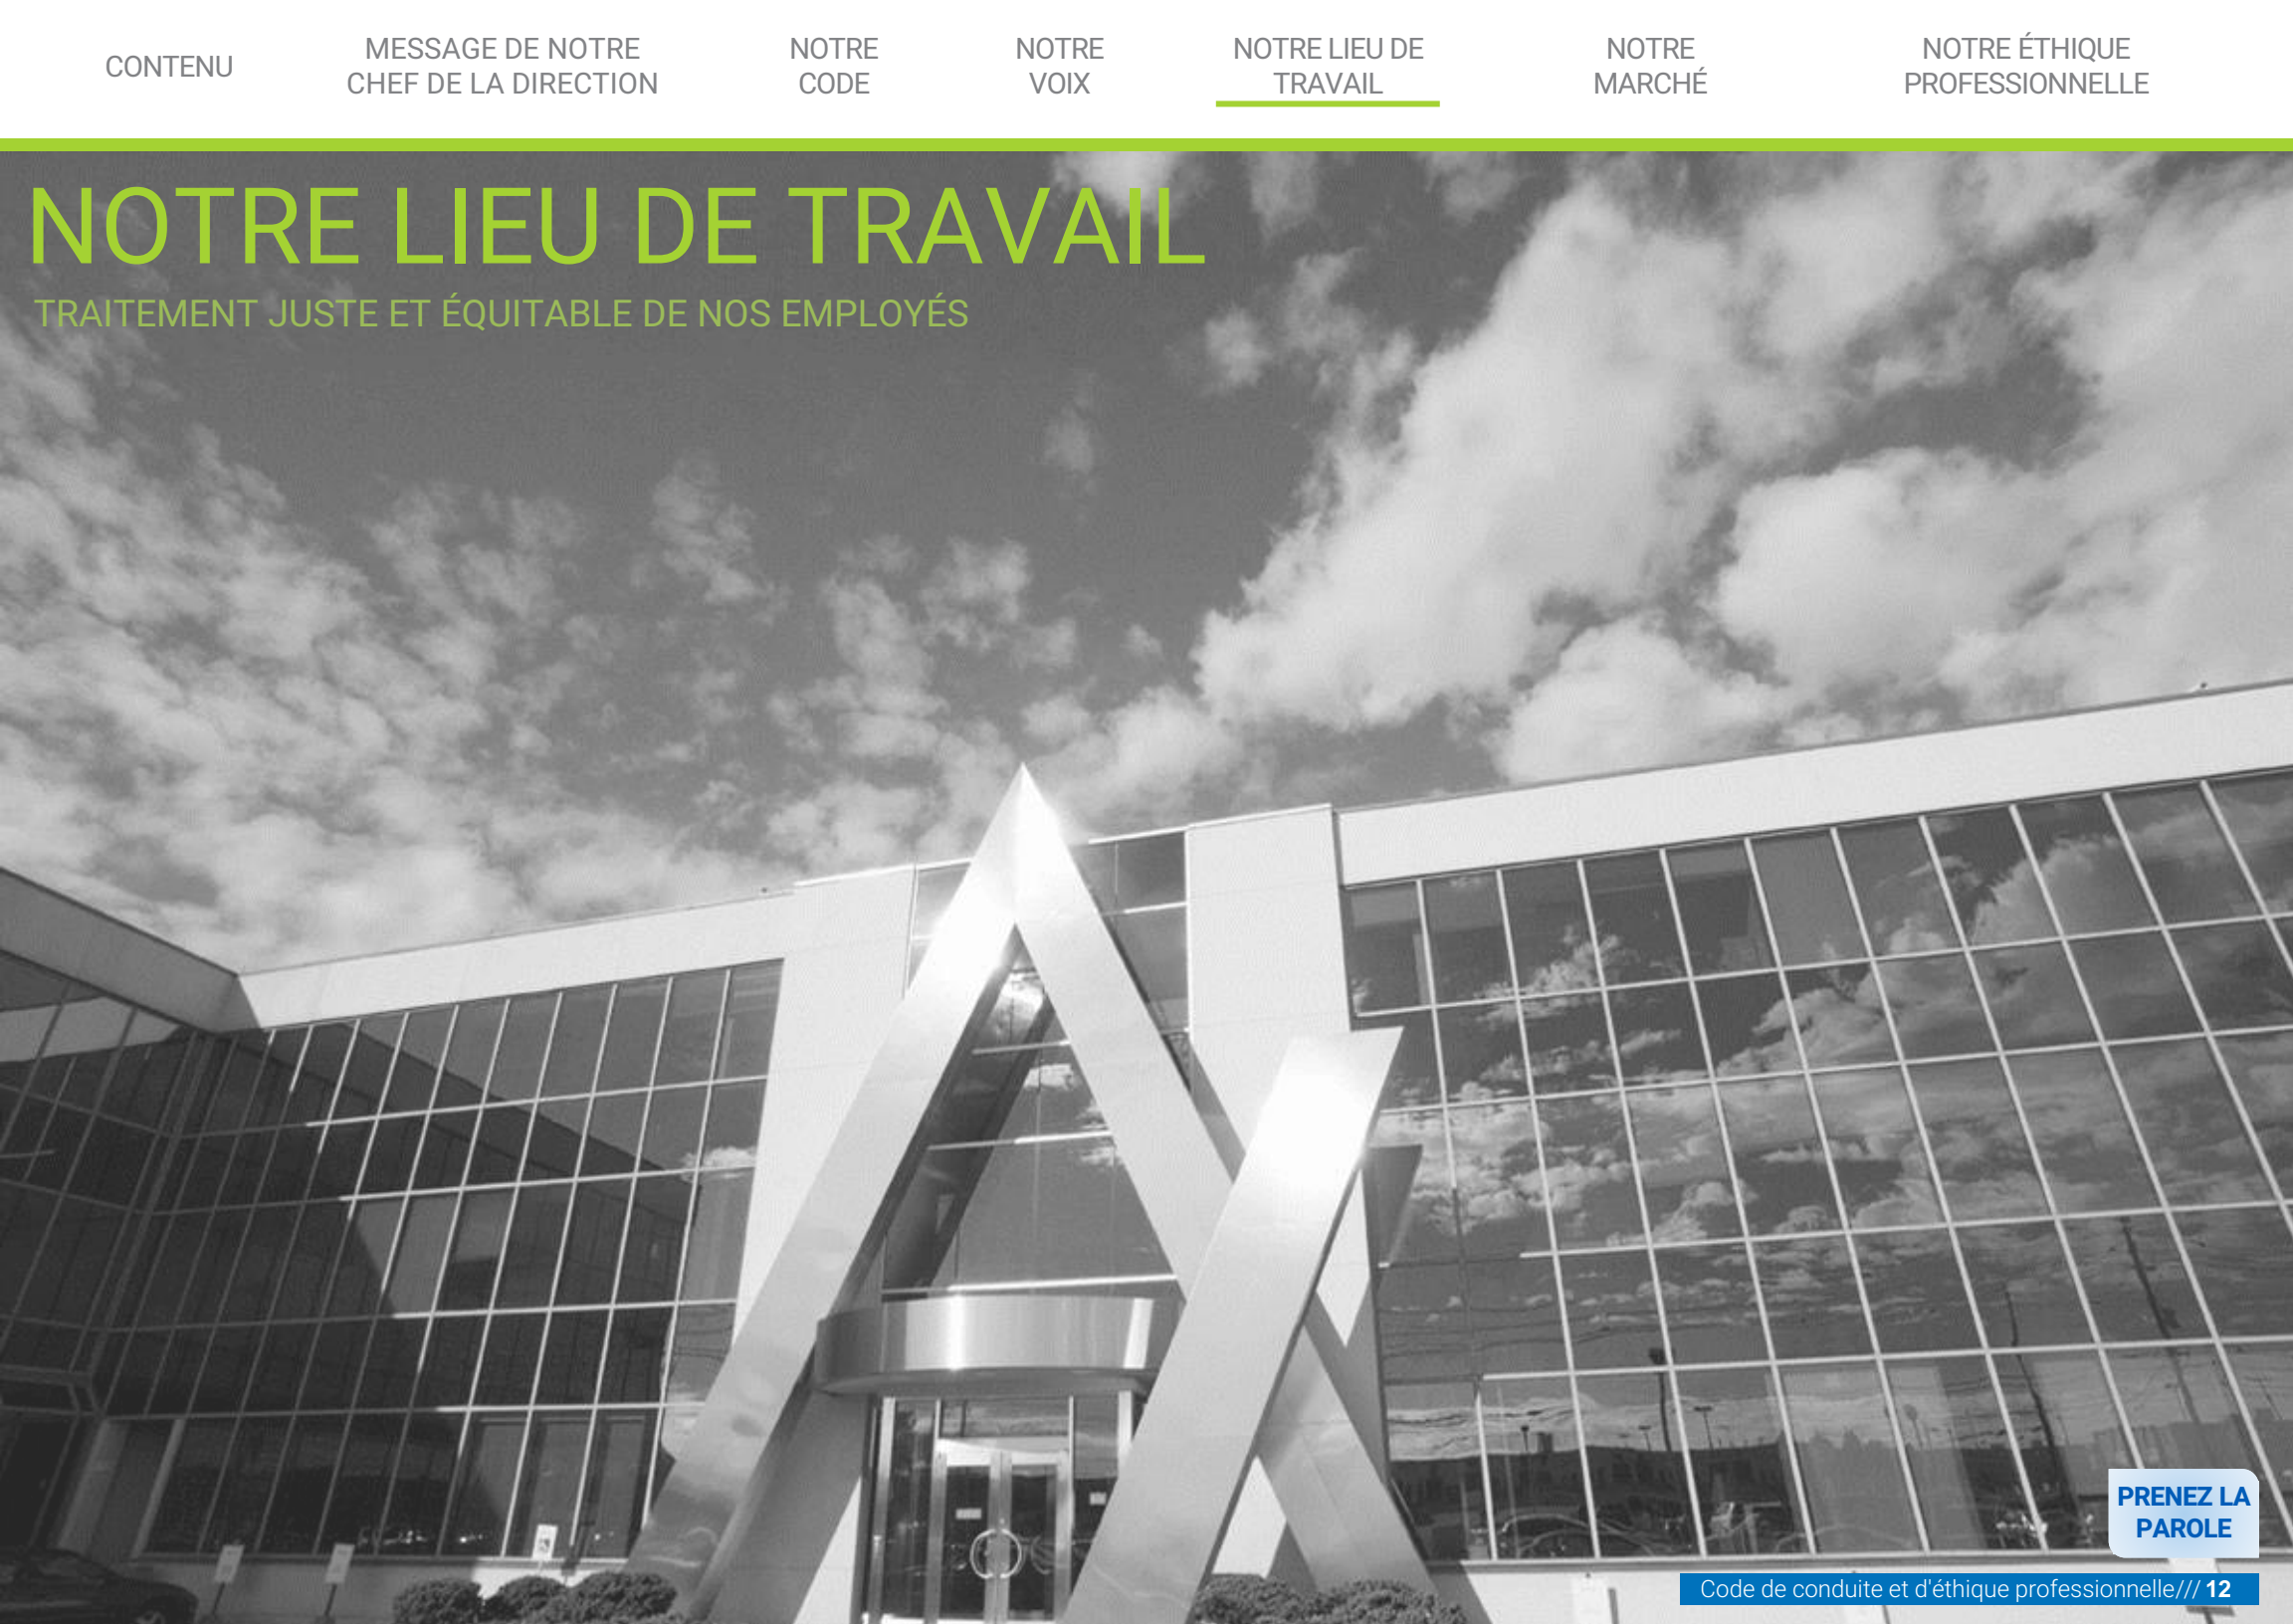 CONTENU
MESSAGE DE NOTRE
CHEF DE LA DIRECTION
NOTRE
CODE
NOTRE
VOIX
NOTRE LIEU DE
TRAVAIL
NOTRE
MARCHÉ
NOTRE ÉTHIQUE
PROFESSIONNELLE
NOTRE LIEU DE TRAVAIL
TRAITEMENT JUSTE ET ÉQUITABLE DE NOS EMPLOYÉS
PRENEZ LA
PAROLE
Code de conduite et d'éthique professionnelle/// 12